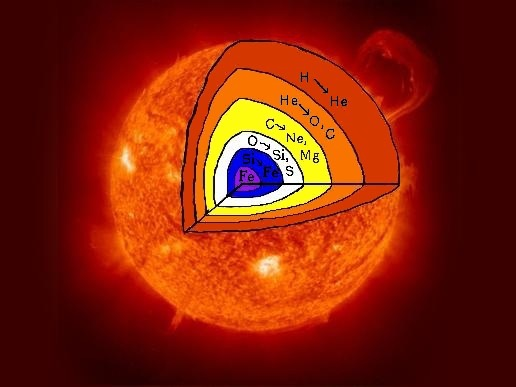 H → He
He → O, C
C → Ne,
Mg
O → Si,
S
Si → Fe
Fe